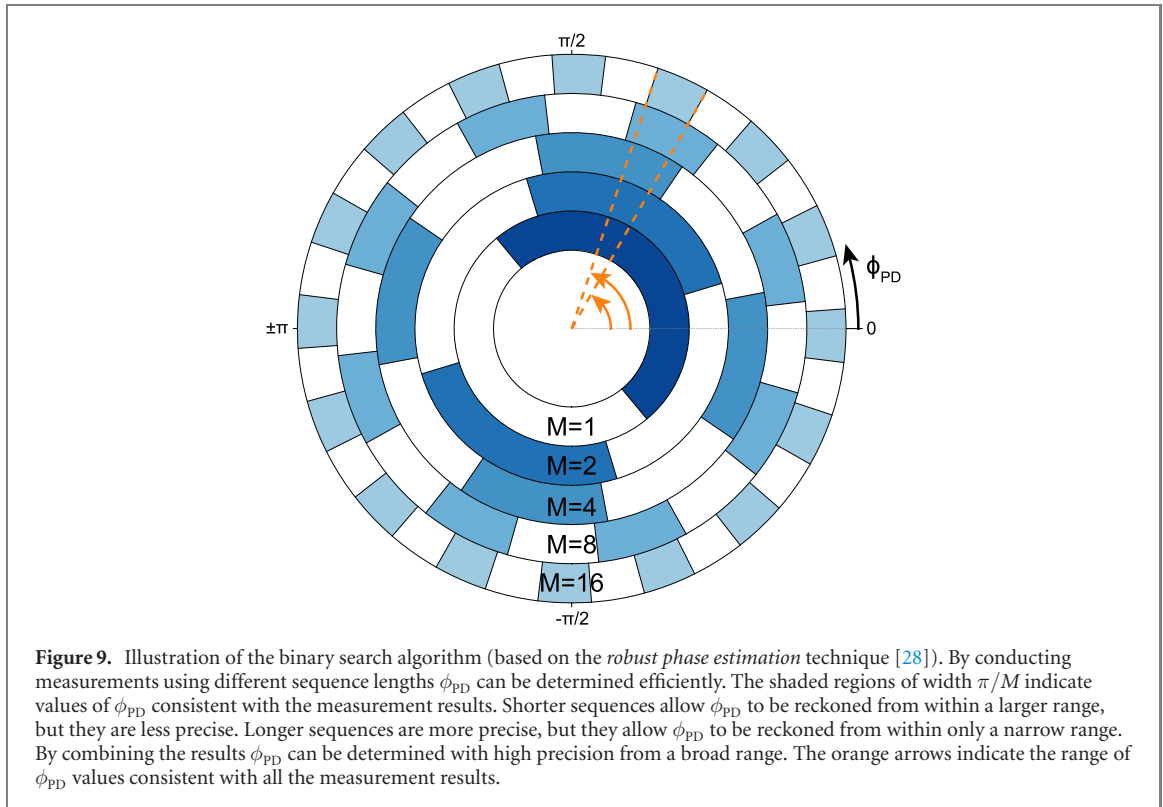 π/2
ϕPD
±π
0
M=1
M=2
M=4
M=8
M=16
-π/2
Figure 9. Illustration of the binary search algorithm (based on the robust phase estimation technique [28]). By conducting
measurements using different sequence lengths ϕPD can be determined efficiently. The shaded regions of width π/M indicate
values of ϕPD consistent with the measurement results. Shorter sequences allow ϕPD to be reckoned from within a larger range,
but they are less precise. Longer sequences are more precise, but they allow ϕPD to be reckoned from within only a narrow range.
By combining the results ϕPD can be determined with high precision from a broad range. The orange arrows indicate the range of
ϕPD values consistent with all the measurement results.